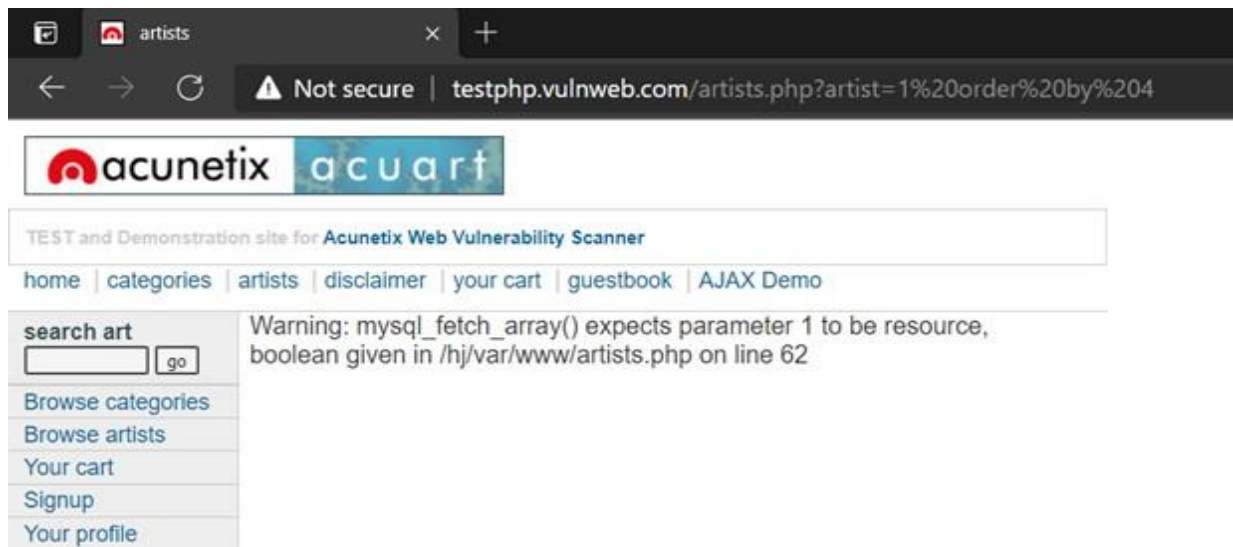 artists
Not secure | testphp.vulnweb.com/artists.php?artist=1%20order%20by%204
acunetix acuart
TEST and Demonstration site for Acunetix Web Vulnerability Scanner
home | categories | artists | disclaimer | your cart | guestbook | AJAX Demo
search art
go
Browse categories
Browse artists
Your cart
Signup
Your profile
Warning: mysql_fetch_array() expects parameter 1 to be resource,
boolean given in /hj/var/www/artists.php on line 62